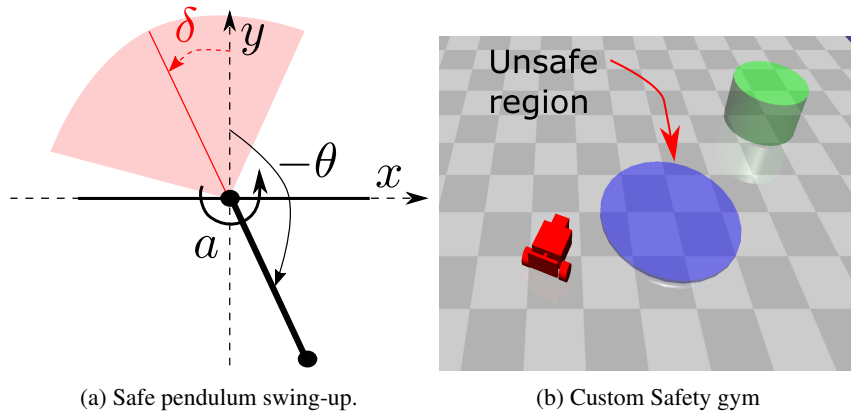 δ
y
−θ
x
a
Unsafe
region
(a) Safe pendulum swing-up.
(b) Custom Safety gym